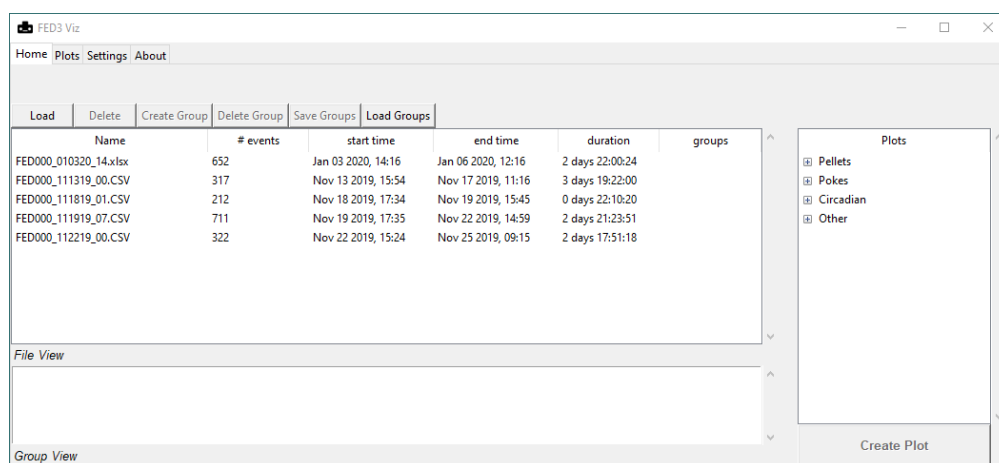 FED3 Viz
Home Plots Settings About
Load Delete Create Group Delete Group Save Groups Load Groups
Name # events start time end time duration groups Plots
FED000_010320_14.xlsx 652 Jan 03 2020, 14:16 Jan 06 2020, 12:16 2 days 22:00:24 Pellets
FED000_111319_00.CSV 317 Nov 13 2019, 15:54 Nov 17 2019, 11:16 3 days 19:22:00 Pokes
FED000_111819_01.CSV 212 Nov 18 2019, 17:34 Nov 19 2019, 15:45 0 days 22:10:20 Circadian
FED000_111919_07.CSV 711 Nov 19 2019, 17:35 Nov 22 2019, 14:59 2 days 21:23:51 Other
FED000_112219_00.CSV 322 Nov 22 2019, 15:24 Nov 25 2019, 09:15 2 days 17:51:18
File View
Create Plot
Group View